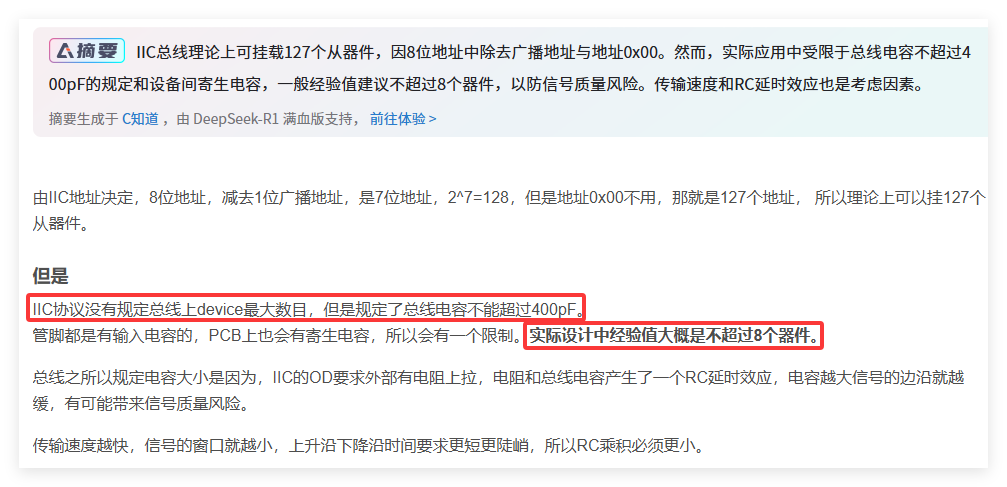 摘要 IIC总线理论上可挂载127个从器件，因8位地址中除去广播地址与地址0x00。然而，实际应用中受限于总线电容不超过4
00pF的规定和设备间寄生电容，一般经验值建议不超过8个器件，以防信号质量风险。传输速度和RC延时效应也是考虑因素。
摘要生成于 C知道 ，由 DeepSeek-R1 满血版支持， 前往体验 >
由IIC地址决定，8位地址，减去1位广播地址，是7位地址，2^7=128，但是地址0x00不用，那就是127个地址， 所以理论上可以挂127个
从器件。
但是
IIC协议没有规定总线上device最大数目，但是规定了总线电容不能超过400pF。
管脚都是有输入电容的，PCB上也会有寄生电容，所以会有一个限制。实际设计中经验值大概是不超过8个器件。
总线之所以规定电容大小是因为，IIC的OD要求外部有电阻上拉，电阻和总线电容产生了一个RC延时效应，电容越大信号的边沿就越
缓，有可能带来信号质量风险。
传输速度越快，信号的窗口就越小，上升沿下降沿时间要求更短更陡峭，所以RC乘积必须更小。